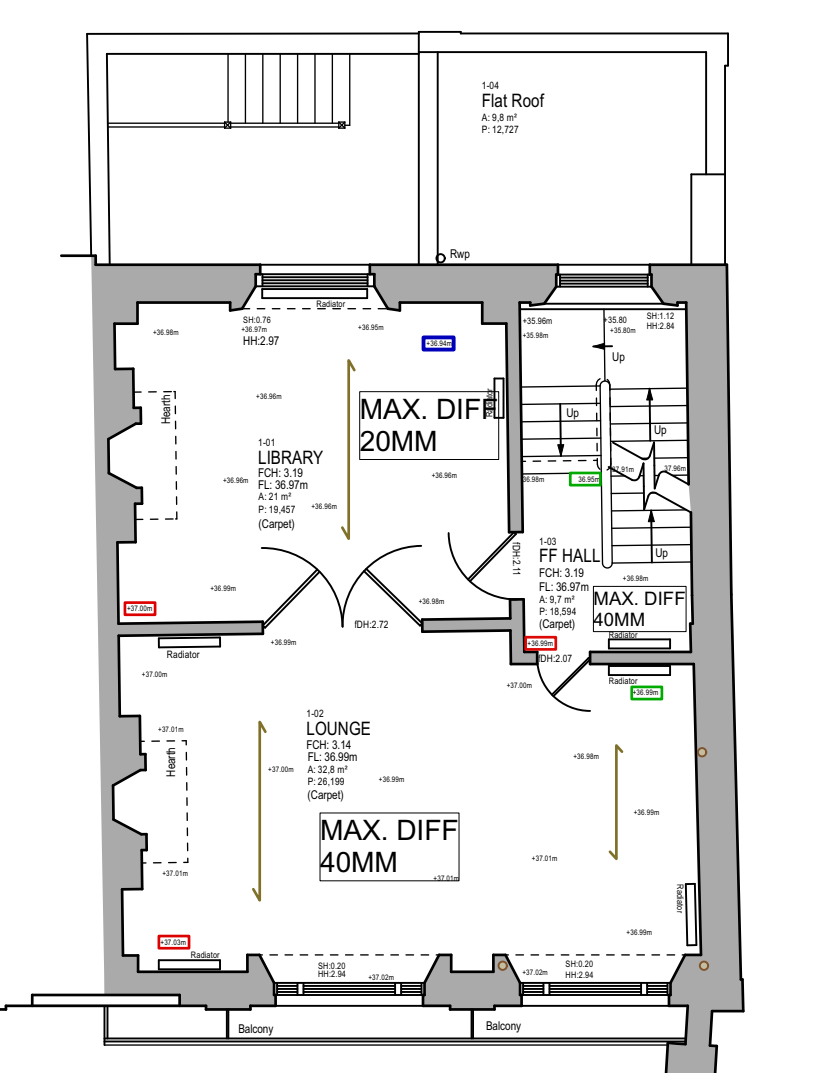 1-04
Flat Roof
A: 9,8 m²
P: 12,727
Rwp
Radiator
SH:0.76
+36.97m
HH:2.97
+36.98m
+36.95m
+36.94m
+35.96m
+35.98m
+35.80
+35.80m
SH:1.12
HH:2.84
Up
Hearth
+36.96m
MAX. DIFF
20MM
Radiator
Up
Up
1-01
LIBRARY
FCH: 3.19
FL: 36.97m
A: 21 m²
P: 19,457
(Carpet)
+36.96m
+36.96m
+36.96m
36.98m
+36.95m
37.91m
37.96m
fDH:2.11
1-03
FF HALL
FCH: 3.19
FL: 36.97m
A: 9,7 m²
P: 18,594
(Carpet)
Up
+36.98m
MAX. DIFF
40MM
+36.99m
+36.98m
+37.00m
fDH:2.72
+36.99m
+36.99m
fDH:2.07
Radiator
Radiator
Radiator
+37.00m
+37.00m
+36.99m
Hearth
+37.01m
1-02
LOUNGE
FCH: 3.14
FL: 36.99m
A: 32,8 m²
P: 26,199
(Carpet)
+37.00m
+36.99m
+36.98m
+36.99m
MAX. DIFF
40MM
+37.01m
+37.01m
+37.01m
Radiator
+36.99m
+37.03m
Radiator
SH:0.20
HH:2.94
+37.02m
+37.02m
SH:0.20
HH:2.94
Balcony
Balcony